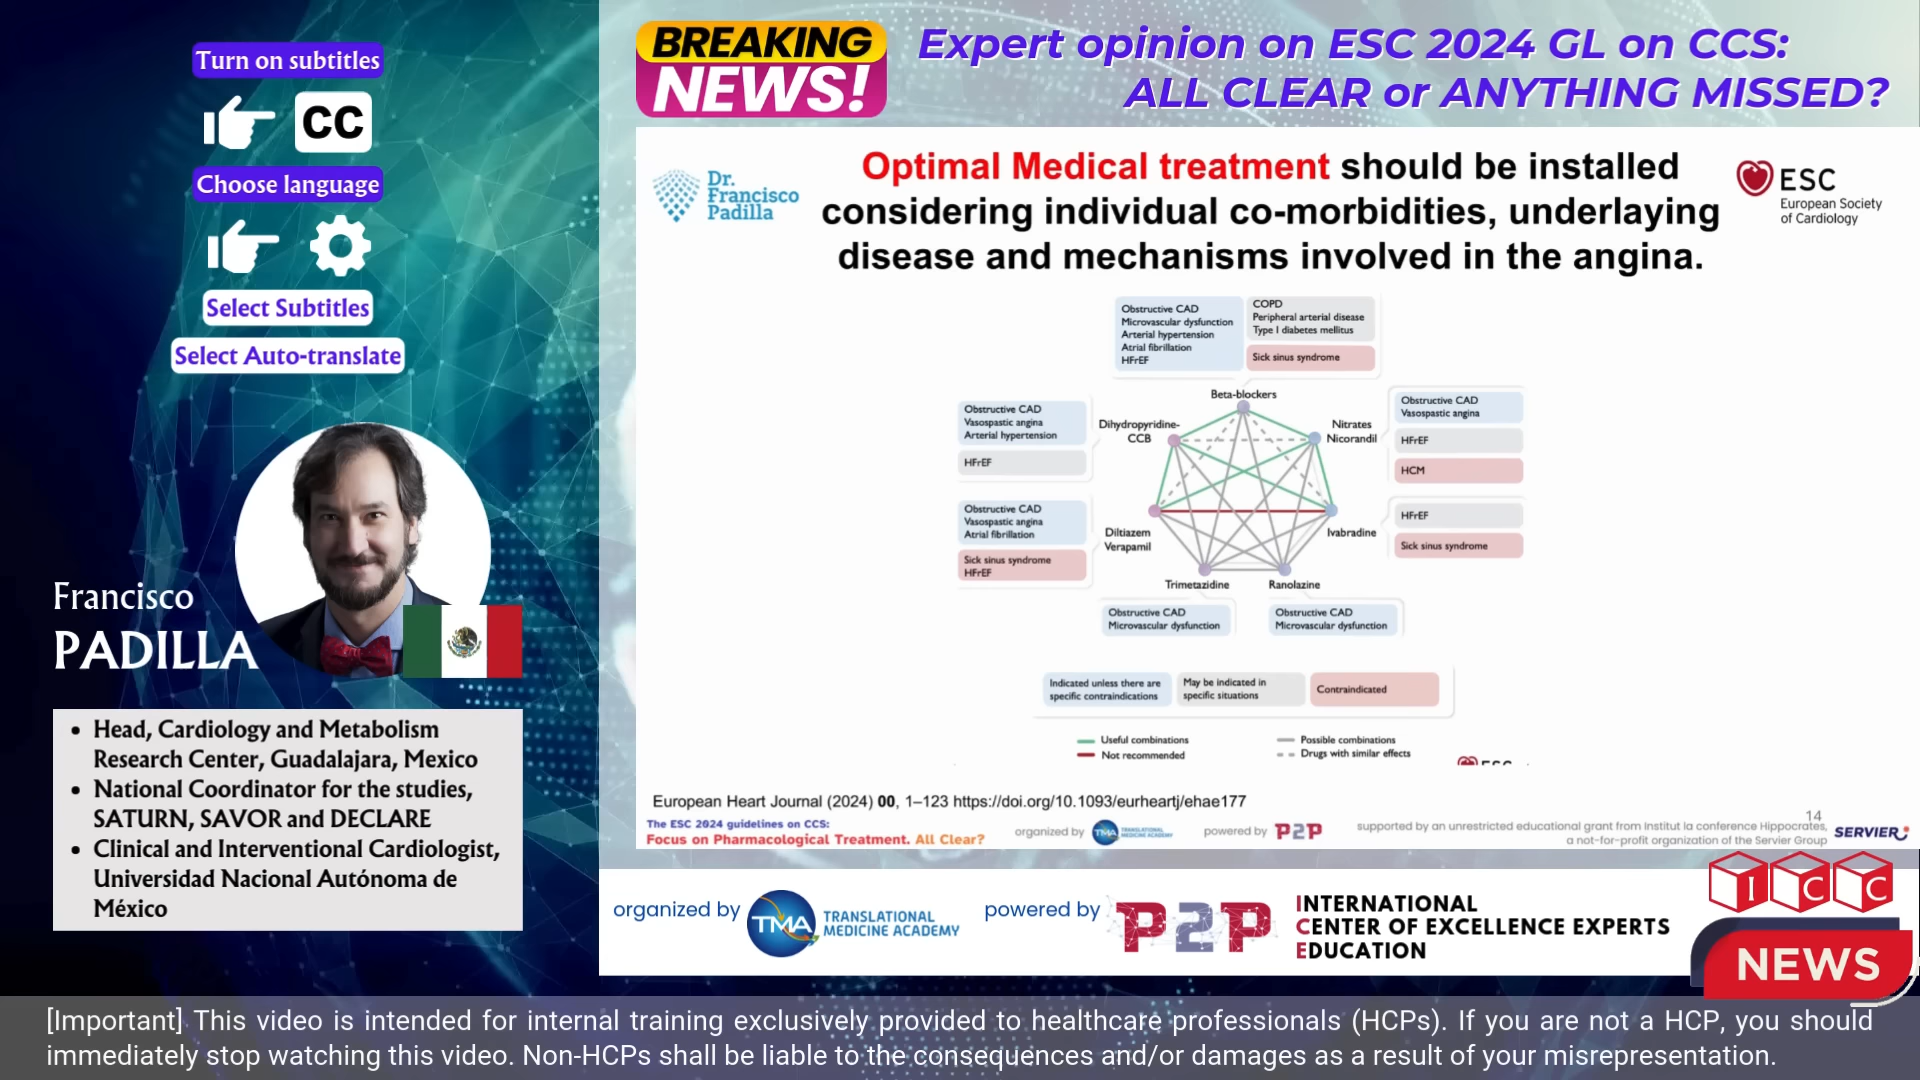 Turn on subtitles
CC
Choose language
Select Subtitles
Select Auto-translate
Francisco
PADILLA
• Head, Cardiology and Metabolism
Research Center, Guadalajara, Mexico
• National Coordinator for the studies,
SATURN, SAVOR and DECLARE
• Clinical and Interventional Cardiologist,
Universidad Nacional Autónoma de
México
BREAKING
NEWS!
Expert opinion on ESC 2024 GL on CCS:
ALL CLEAR or ANYTHING MISSED?
Dr.
Francisco
Padilla
Optimal Medical treatment should be installed
considering individual co-morbidities, underlaying
disease and mechanisms involved in the angina.
ESC
European Society
of Cardiology
Obstructive CAD
Microvascular dysfunction
Arterial hypertension
Atrial fibrillation
HFrEF
COPD
Peripheral arterial disease
Type I diabetes mellitus
Sick sinus syndrome
Beta-blockers
Obstructive CAD
Vasospastic angina
Arterial hypertension
HFrEF
Dihydropyridine-
CCB
Nitrates
Nicorandil
Obstructive CAD
Vasospastic angina
HFrEF
HCM
Obstructive CAD
Vasospastic angina
Atrial fibrillation
Sick sinus syndrome
HFrEF
Diltiazem
Verapamil
Ivabradine
HFrEF
Sick sinus syndrome
Trimetazidine
Ranolazine
Obstructive CAD
Microvascular dysfunction
Obstructive CAD
Microvascular dysfunction
Indicated unless there are
specific contraindications
May be indicated in
specific situations
Contraindicated
Useful combinations
Not recommended
Possible combinations
Drugs with similar effects
European Heart Journal (2024) 00, 1–123 https://doi.org/10.1093/eurheartj/ehae177
14
The ESC 2024 guidelines on CCS:
Focus on Pharmacological Treatment. All Clear?
organized by TMA TRANSLATIONAL
MEDICINE ACADEMY
powered by P2P
supported by an unrestricted educational grant from Institut la conference Hippocrates,
a not-for-profit organization of the Servier Group
SERVIER
organized by TMA TRANSLATIONAL
MEDICINE ACADEMY
powered by P2P
INTERNATIONAL
CENTER OF EXCELLENCE EXPERTS
EDUCATION
ICC
NEWS
[Important] This video is intended for internal training exclusively provided to healthcare professionals (HCPs). If you are not a HCP, you should
immediately stop watching this video. Non-HCPs shall be liable to the consequences and/or damages as a result of your misrepresentation.